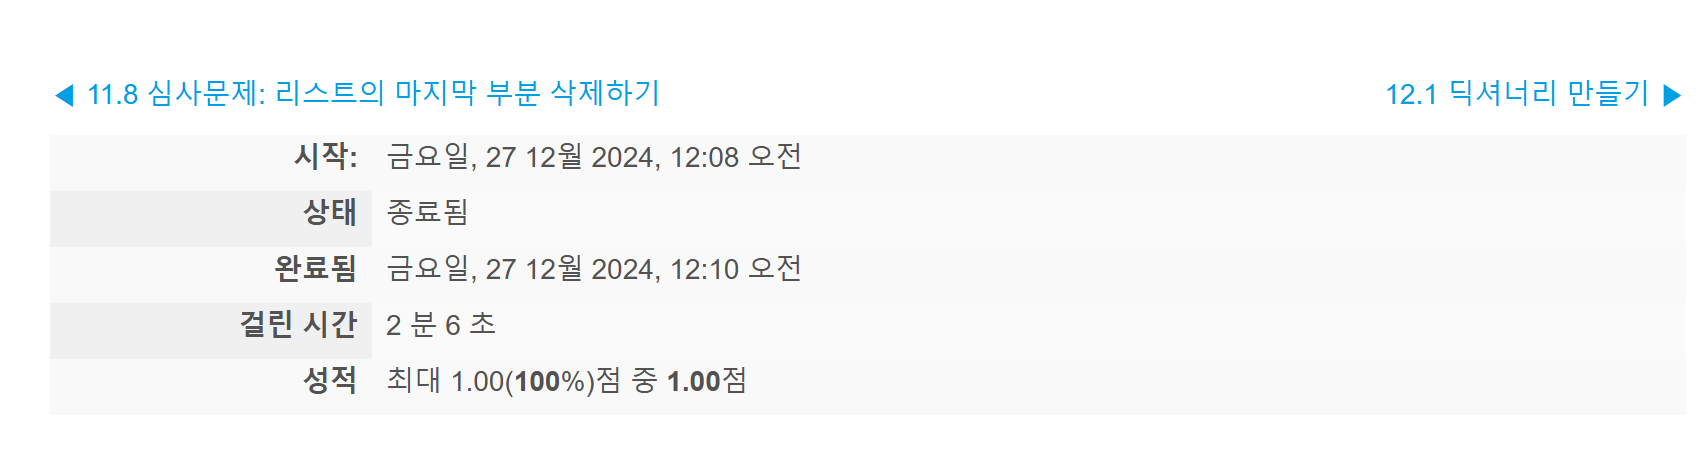 ◀ 11.8 심사문제: 리스트의 마지막 부분 삭제하기
12.1 딕셔너리 만들기 ▶
시작: 금요일, 27 12월 2024, 12:08 오전
상태 종료됨
완료됨 금요일, 27 12월 2024, 12:10 오전
걸린 시간 2 분 6 초
성적 최대 1.00(100%)점 중 1.00점